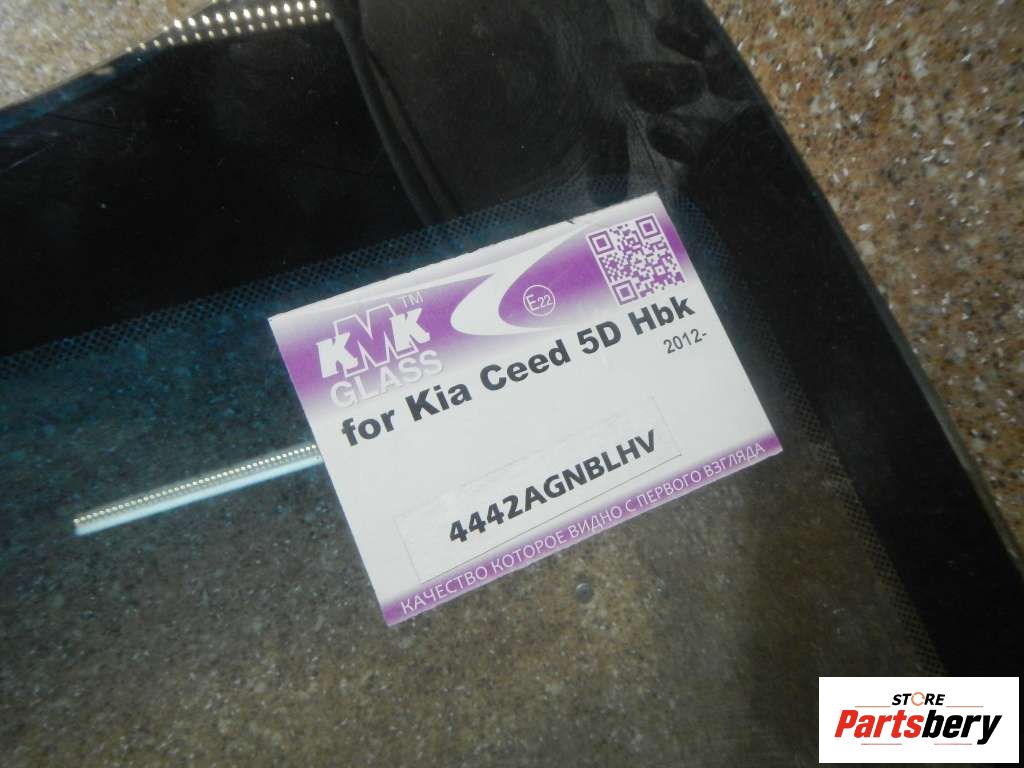 KMK™
GLASS
E22
for Kia Ceed 5D Hbk
2012-
4442AGNBLHV
КАЧЕСТВО КОТОРОЕ ВИДНО С ПЕРВОГО ВЗГЛЯДА
STORE
Partsbery